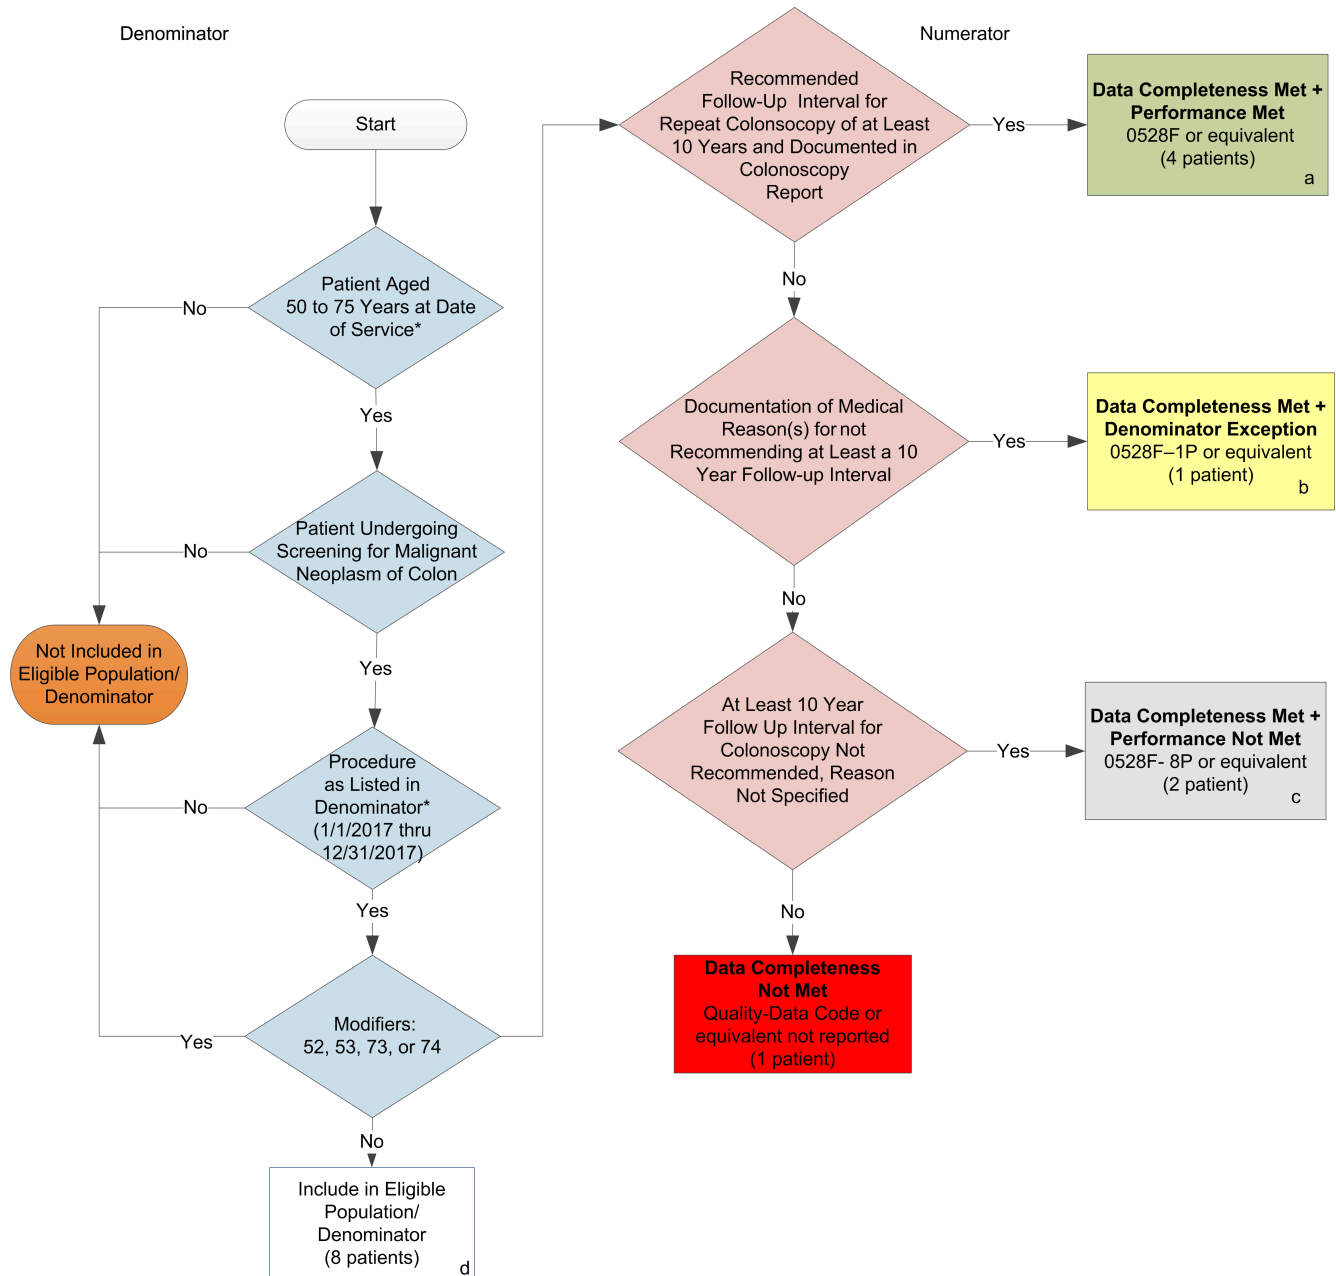 Denominator
Start
Patient Aged
50 to 75 Years at Date
of Service*
No
Yes
Patient Undergoing
Screening for Malignant
Neoplasm of Colon
No
Yes
Not Included in
Eligible Population/
Denominator
Procedure
as Listed in
Denominator*
(1/1/2017 thru
12/31/2017)
No
Yes
Modifiers:
52, 53, 73, or 74
Yes
No
Include in Eligible
Population/
Denominator
(8 patients)
d
Numerator
Recommended
Follow-Up Interval for
Repeat Colonsocopy of at Least
10 Years and Documented in
Colonoscopy
Report
Yes
Data Completeness Met +
Performance Met
0528F or equivalent
(4 patients)
a
No
Documentation of Medical
Reason(s) for not
Recommending at Least a 10
Year Follow-up Interval
Yes
Data Completeness Met +
Denominator Exception
0528F–1P or equivalent
(1 patient)
b
No
At Least 10 Year
Follow Up Interval for
Colonoscopy Not
Recommended, Reason
Not Specified
Yes
Data Completeness Met +
Performance Not Met
0528F- 8P or equivalent
(2 patient)
c
No
Data Completeness
Not Met
Quality-Data Code or
equivalent not reported
(1 patient)